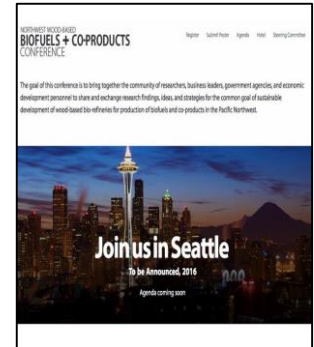 NORTHWEST WOOD-BASED
BIOFUELS + CO-PRODUCTS
CONFERENCE
Register Submit Poster Agenda Hotel Steering Committee
The goal of this conference is to bring together the community of researchers, business leaders, government agencies, and economic
development personnel to share and exchange research findings, ideas, and strategies for the common goal of sustainable
development of wood-based bio-refineries for production of biofuels and co-products in the Pacific Northwest.
Join us in Seattle
To be Announced, 2016
Agenda coming soon